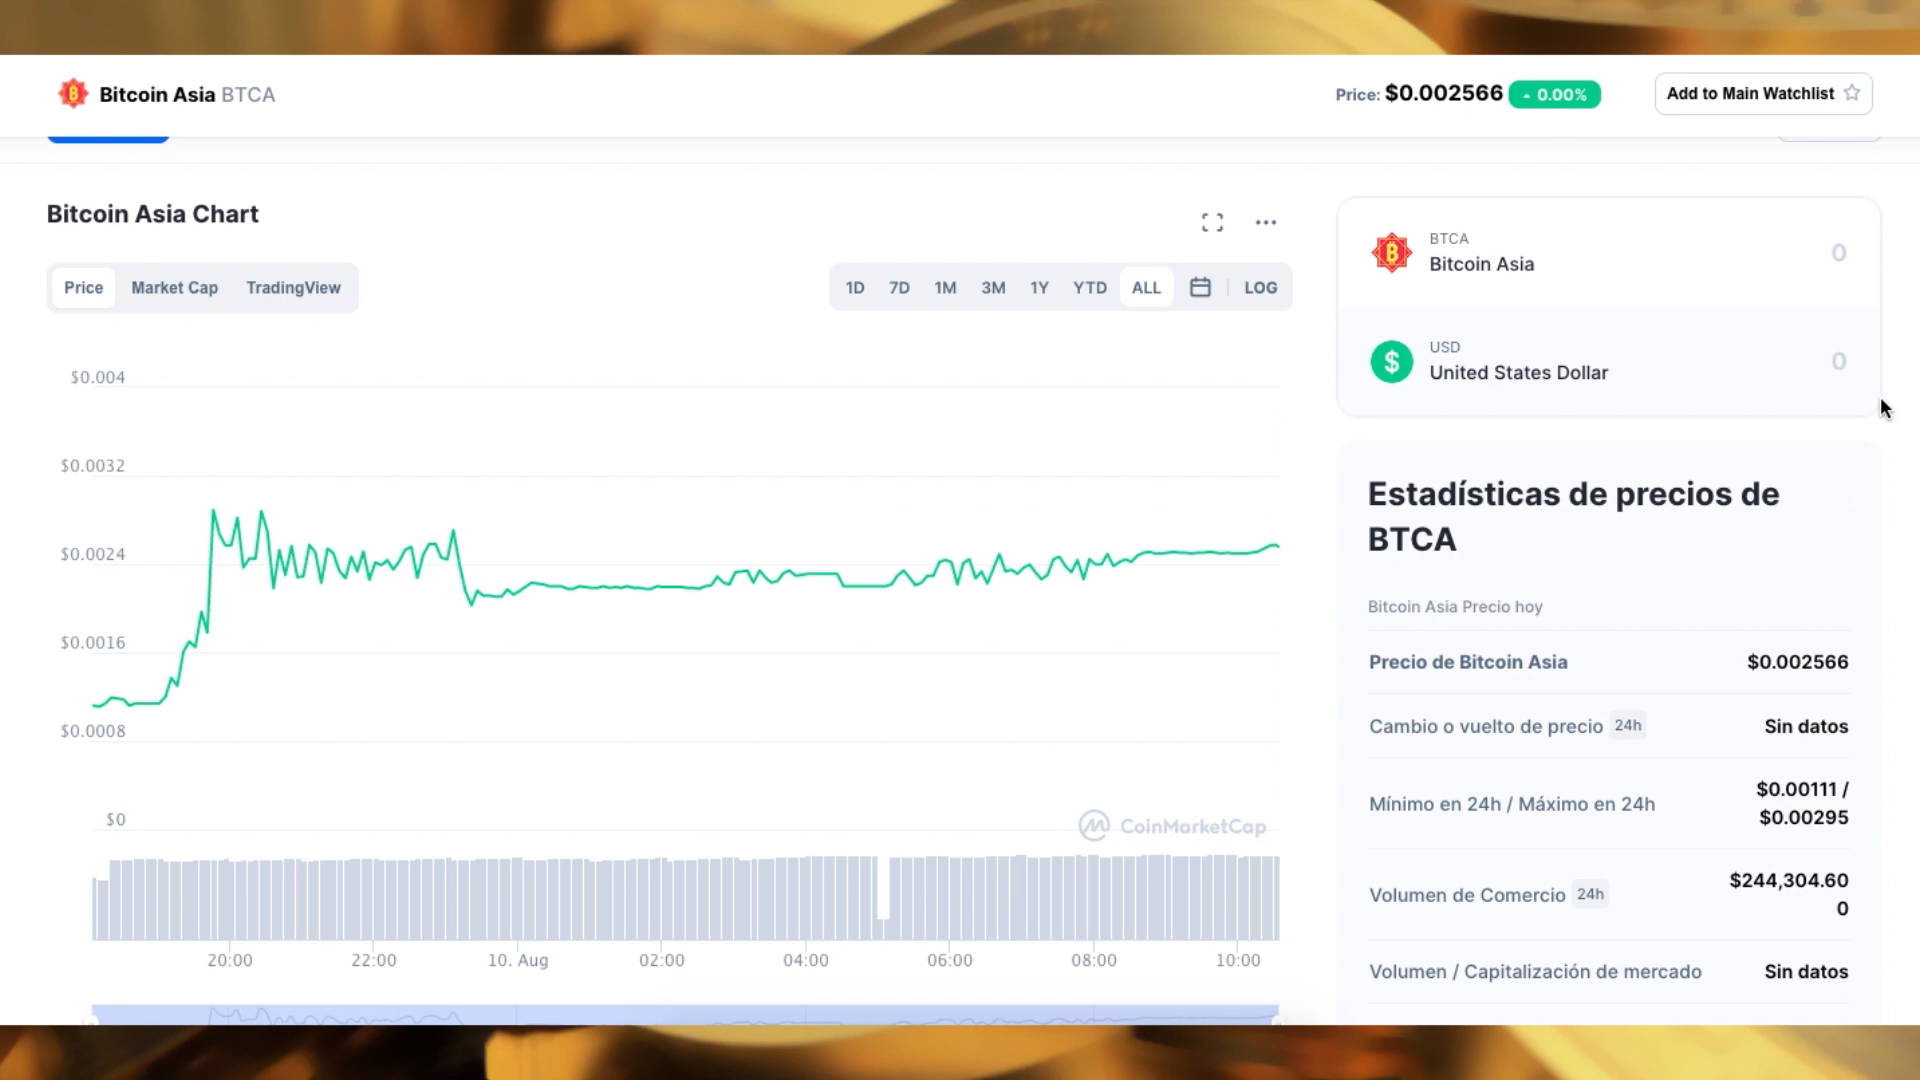 Bitcoin Asia BTCA
Price: $0.002566 0.00%
Add to Main Watchlist
Bitcoin Asia Chart
Price Market Cap TradingView
1D 7D 1M 3M 1Y YTD ALL LOG
$0.004
$0.0032
$0.0024
$0.0016
$0.0008
$0
CoinMarketCap
20:00 22:00 10. Aug 02:00 04:00 06:00 08:00 10:00
BTCA
Bitcoin Asia
0
USD
United States Dollar
0
Estadísticas de precios de
BTCA
Bitcoin Asia Precio hoy
Precio de Bitcoin Asia $0.002566
Cambio o vuelto de precio 24h Sin datos
Mínimo en 24h / Máximo en 24h $0.00111 /
$0.00295
Volumen de Comercio 24h $244,304.60
0
Volumen / Capitalización de mercado Sin datos